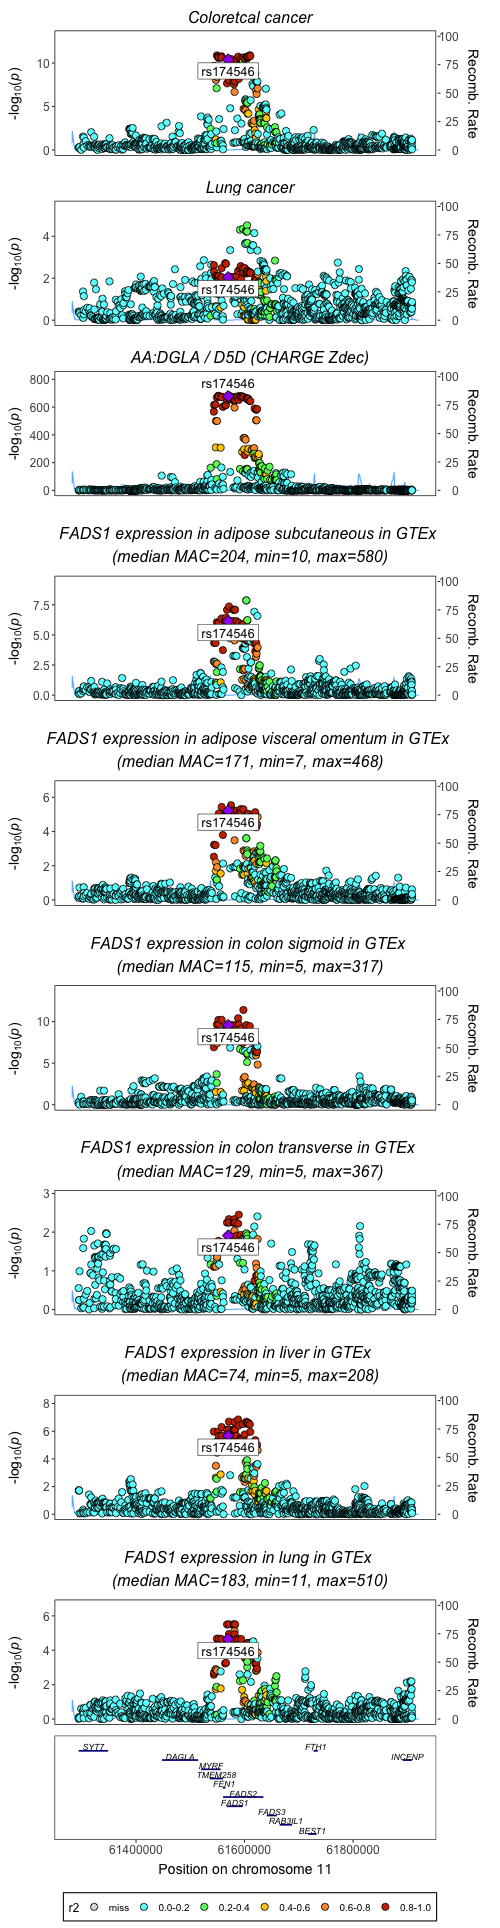 Coloretcal cancer
-log10(p)
10
5
0
rs174546
100
75
50
25
0
Recomb. Rate
Lung cancer
-log10(p)
4
2
0
rs174546
100
75
50
25
0
Recomb. Rate
AA:DGLA / D5D (CHARGE Zdec)
-log10(p)
800
600
400
200
0
rs174546
100
75
50
25
0
Recomb. Rate
FADS1 expression in adipose subcutaneous in GTEx
(median MAC=204, min=10, max=580)
-log10(p)
7.5
5.0
2.5
0.0
rs174546
100
75
50
25
0
Recomb. Rate
FADS1 expression in adipose visceral omentum in GTEx
(median MAC=171, min=7, max=468)
-log10(p)
6
4
2
0
rs174546
100
75
50
25
0
Recomb. Rate
FADS1 expression in colon sigmoid in GTEx
(median MAC=115, min=5, max=317)
-log10(p)
10
5
0
rs174546
100
75
50
25
0
Recomb. Rate
FADS1 expression in colon transverse in GTEx
(median MAC=129, min=5, max=367)
-log10(p)
3
2
1
0
rs174546
100
75
50
25
0
Recomb. Rate
FADS1 expression in liver in GTEx
(median MAC=74, min=5, max=208)
-log10(p)
8
6
4
2
0
rs174546
100
75
50
25
0
Recomb. Rate
FADS1 expression in lung in GTEx
(median MAC=183, min=11, max=510)
-log10(p)
6
4
2
0
rs174546
100
75
50
25
0
Recomb. Rate
SYT7 FTH1
DAGLA INCENP
MYRF
TMEM258
FEN1
FADS2
FADS1
FADS3
RAB3IL1
BEST1
61400000 61600000 61800000
Position on chromosome 11
r2 miss 0.0-0.2 0.2-0.4 0.4-0.6 0.6-0.8 0.8-1.0